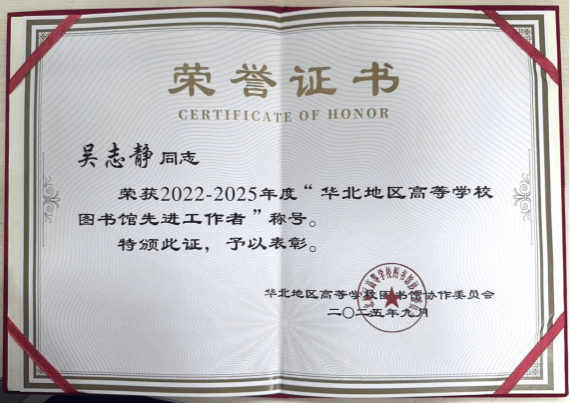 荣誉证书
CERTIFICATE OF HONOR
吴志静 同志
荣获2022-2025年度“华北地区高等学校
图书馆先进工作者”称号。
特颁此证，予以表彰。
华北地区高等学校图书馆协作委员会
二〇二五年九月